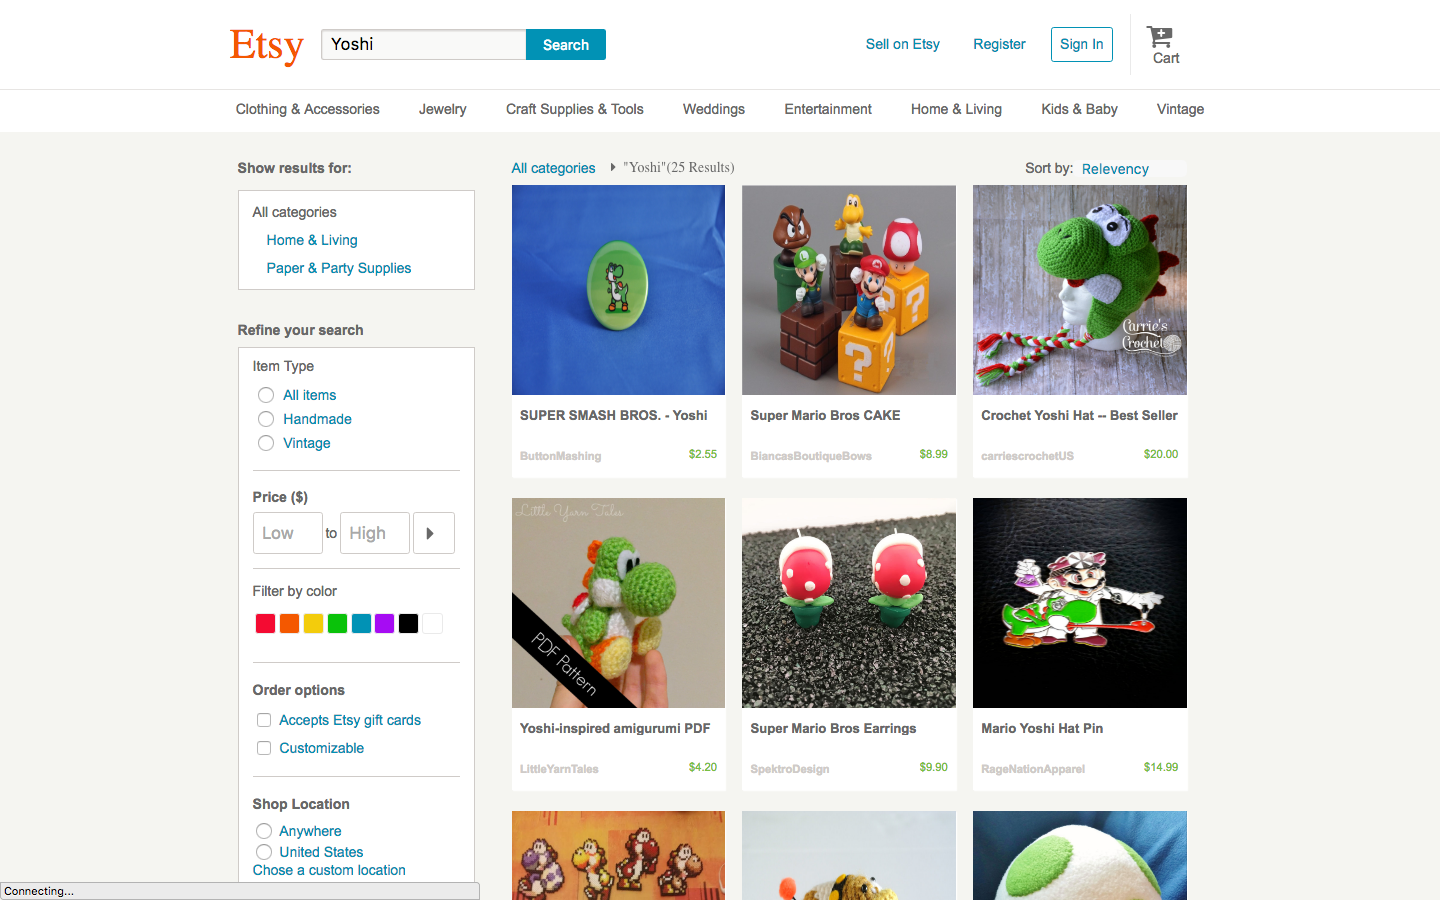 Etsy
Yoshi
Search
Sell on Etsy
Register
Sign In
Cart
Clothing & Accessories
Jewelry
Craft Supplies & Tools
Weddings
Entertainment
Home & Living
Kids & Baby
Vintage
Show results for:
All categories
Home & Living
Paper & Party Supplies
Refine your search
Item Type
All items
Handmade
Vintage
Price ($)
Low
to
High
Filter by color
Order options
Accepts Etsy gift cards
Customizable
Shop Location
Anywhere
United States
Chose a custom location
Connecting...
All categories
"Yoshi"(25 Results)
Sort by:
Relevency
Carrie's
Crochet
SUPER SMASH BROS. - Yoshi
ButtonMashing
$2.55
Super Mario Bros CAKE
BiancasBoutiqueBows
$8.99
Crochet Yoshi Hat -- Best Seller
carriescrochetUS
$20.00
Little Yarn Tales
PDF Pattern
Yoshi-inspired amigurumi PDF
LittleYarnTales
$4.20
Super Mario Bros Earrings
SpektroDesign
$9.90
Mario Yoshi Hat Pin
RageNationApparel
$14.99